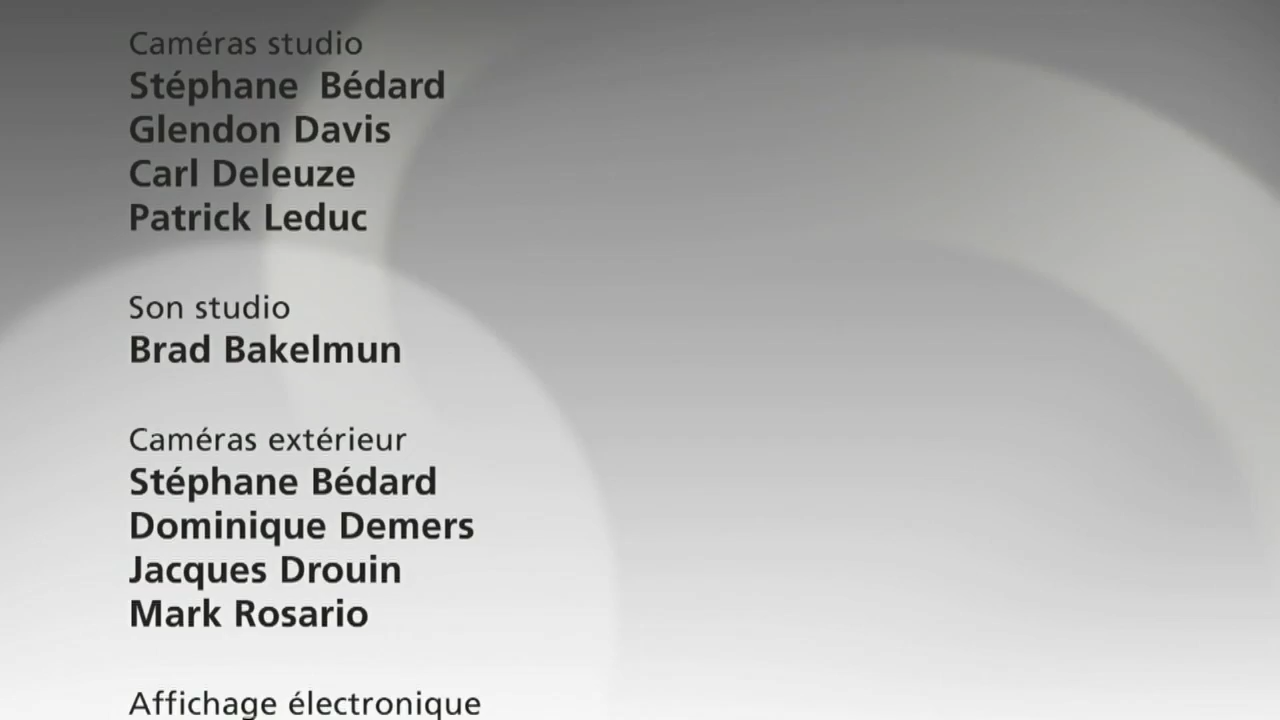 Caméras studio
Stéphane  Bédard
Glendon Davis
Carl Deleuze
Patrick Leduc
Son studio
Brad Bakelmun
Caméras extérieur
Stéphane Bédard
Dominique Demers
Jacques Drouin
Mark Rosario
Affichage électronique